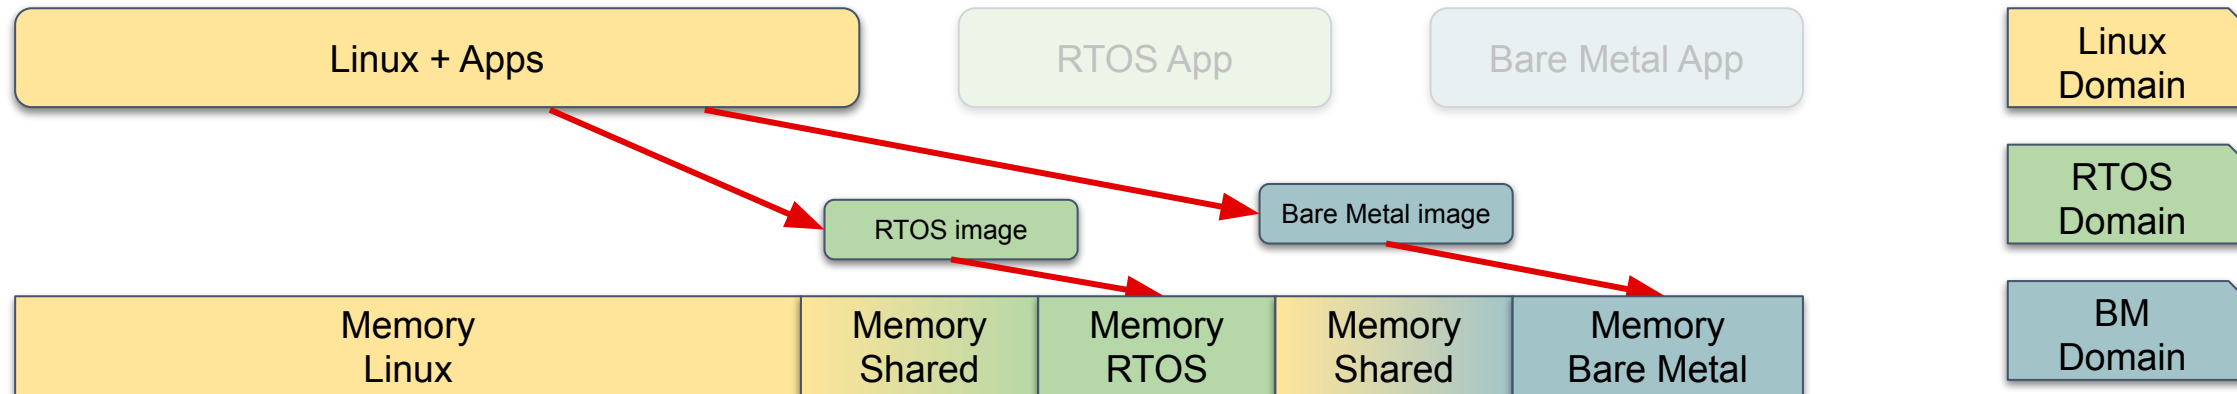 Linux + Apps
RTOS App
Bare Metal App
Linux
Domain
RTOS
Domain
RTOS image
Bare Metal image
Memory
Linux
Memory
Shared
Memory
RTOS
Memory
Shared
Memory
Bare Metal
BM
Domain